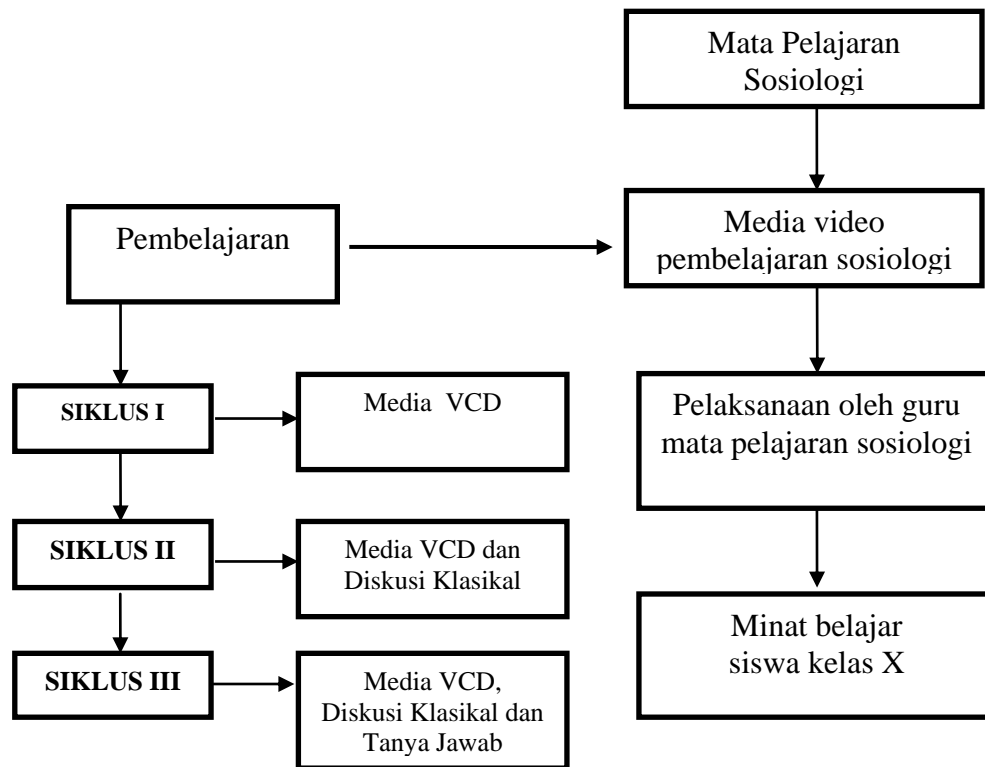 Mata Pelajaran
Sosiologi
Media video
pembelajaran sosiologi
Pembelajaran
SIKLUS I
Media VCD
Pelaksanaan oleh guru
mata pelajaran sosiologi
SIKLUS II
Media VCD dan
Diskusi Klasikal
Minat belajar
siswa kelas X
SIKLUS III
Media VCD,
Diskusi Klasikal dan
Tanya Jawab